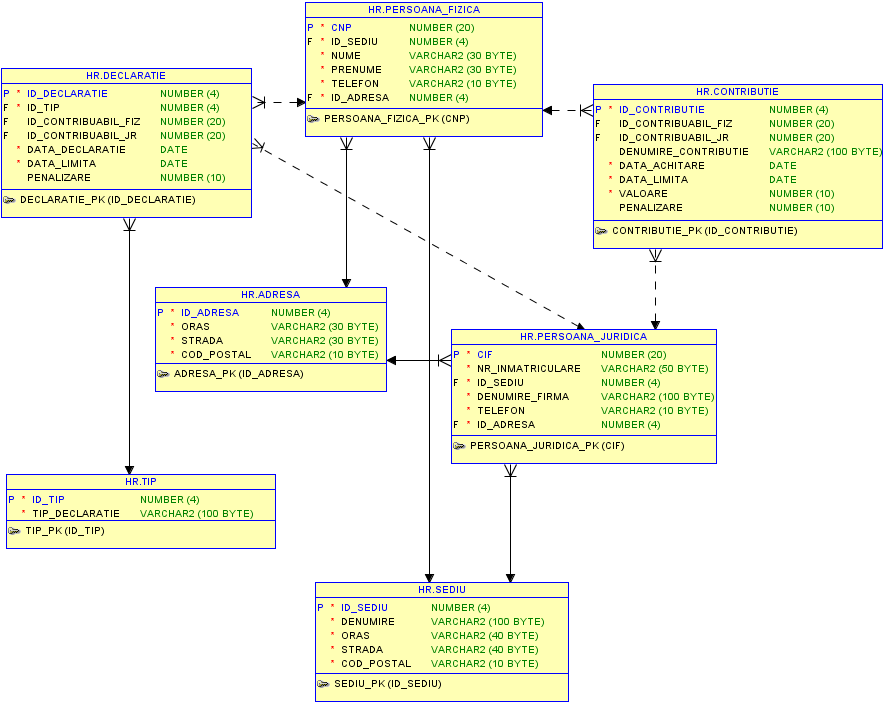 HR.PERSOANA_FIZICA
P * CNP NUMBER (20)
F * ID_SEDIU NUMBER (4)
* NUME VARCHAR2 (30 BYTE)
* PRENUME VARCHAR2 (30 BYTE)
* TELEFON VARCHAR2 (10 BYTE)
F * ID_ADRESA NUMBER (4)
PERSOANA_FIZICA_PK (CNP)
HR.DECLARATIE
P * ID_DECLARATIE NUMBER (4)
F * ID_TIP NUMBER (4)
F ID_CONTRIBUABIL_FIZ NUMBER (20)
F ID_CONTRIBUABIL_JR NUMBER (20)
* DATA_DECLARATIE DATE
* DATA_LIMITA DATE
PENALIZARE NUMBER (10)
DECLARATIE_PK (ID_DECLARATIE)
HR.CONTRIBUTIE
P * ID_CONTRIBUTIE NUMBER (4)
F ID_CONTRIBUABIL_FIZ NUMBER (20)
F ID_CONTRIBUABIL_JR NUMBER (20)
DENUMIRE_CONTRIBUTIE VARCHAR2 (100 BYTE)
* DATA_ACHITARE DATE
* DATA_LIMITA DATE
* VALOARE NUMBER (10)
PENALIZARE NUMBER (10)
CONTRIBUTIE_PK (ID_CONTRIBUTIE)
HR.ADRESA
P * ID_ADRESA NUMBER (4)
* ORAS VARCHAR2 (30 BYTE)
* STRADA VARCHAR2 (30 BYTE)
* COD_POSTAL VARCHAR2 (10 BYTE)
ADRESA_PK (ID_ADRESA)
HR.PERSOANA_JURIDICA
P * CIF NUMBER (20)
* NR_INMATRICULARE VARCHAR2 (50 BYTE)
F * ID_SEDIU NUMBER (4)
* DENUMIRE_FIRMA VARCHAR2 (100 BYTE)
* TELEFON VARCHAR2 (10 BYTE)
F * ID_ADRESA NUMBER (4)
PERSOANA_JURIDICA_PK (CIF)
HR.TIP
P * ID_TIP NUMBER (4)
* TIP_DECLARATIE VARCHAR2 (100 BYTE)
TIP_PK (ID_TIP)
HR.SEDIU
P * ID_SEDIU NUMBER (4)
* DENUMIRE VARCHAR2 (100 BYTE)
* ORAS VARCHAR2 (40 BYTE)
* STRADA VARCHAR2 (40 BYTE)
* COD_POSTAL VARCHAR2 (10 BYTE)
SEDIU_PK (ID_SEDIU)